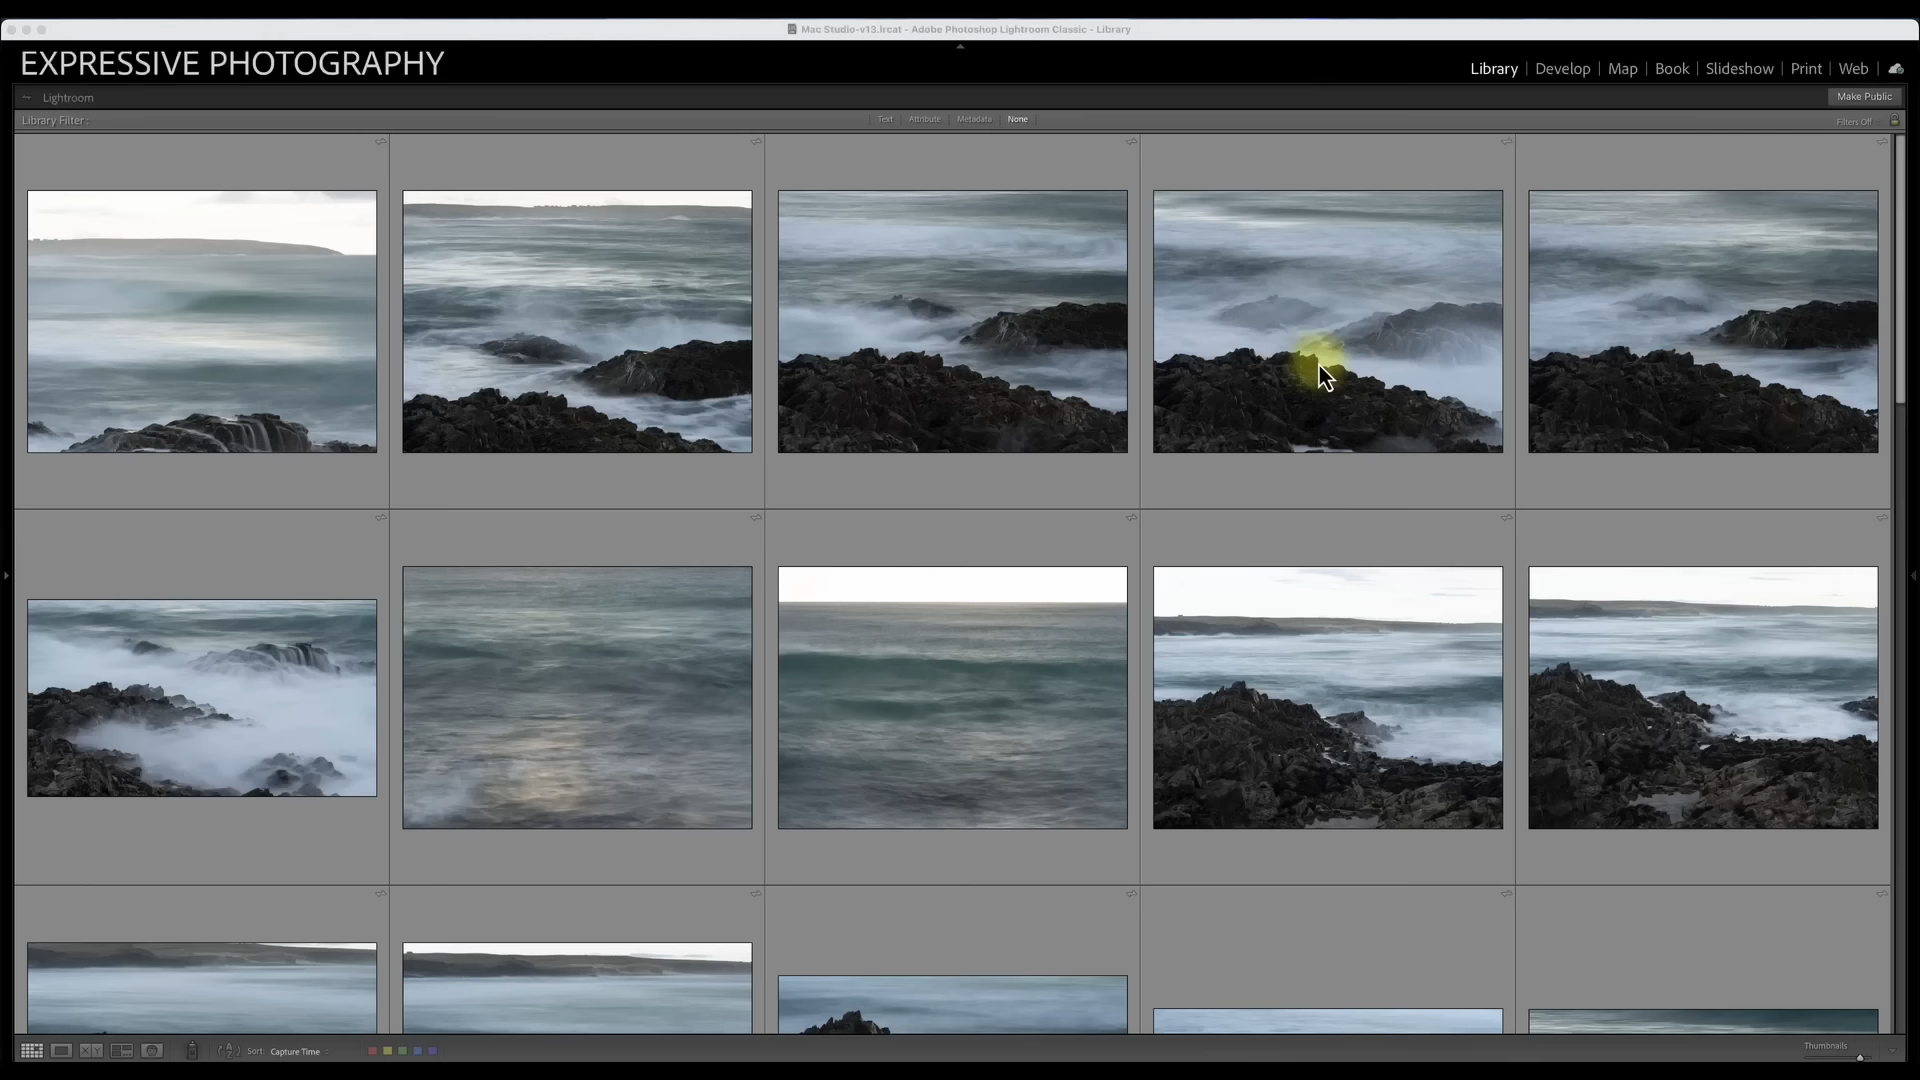 Mac Studio-v13.lrcat - Adobe Photoshop Lightroom Classic - Library
EXPRESSIVE PHOTOGRAPHY
Library | Develop | Map | Book | Slideshow | Print | Web |
Lightroom
Make Public
Library Filter :
Text | Attribute | Metadata | None |
Filters Off
Sort: Capture Time
Thumbnails